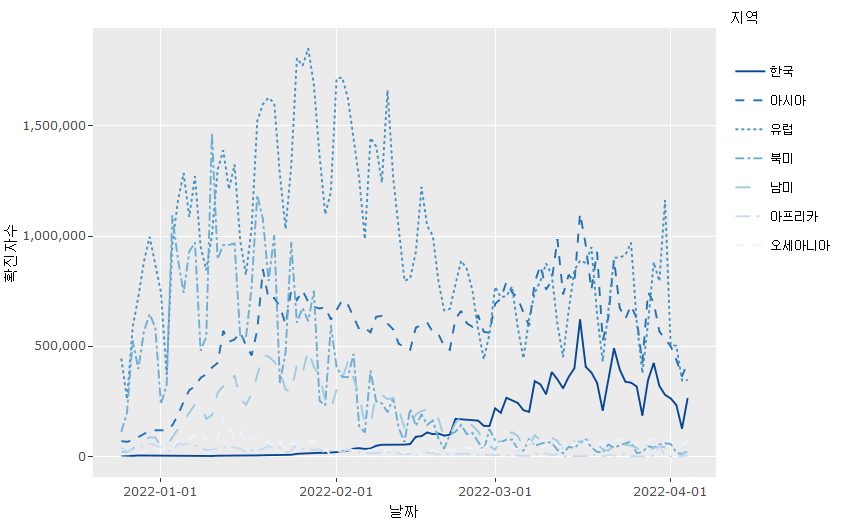 지역
한국
아시아
유럽
북미
남미
아프리카
오세아니아
확진자수
1,500,000
1,000,000
500,000
0
2022-01-01
2022-02-01
2022-03-01
2022-04-01
날짜